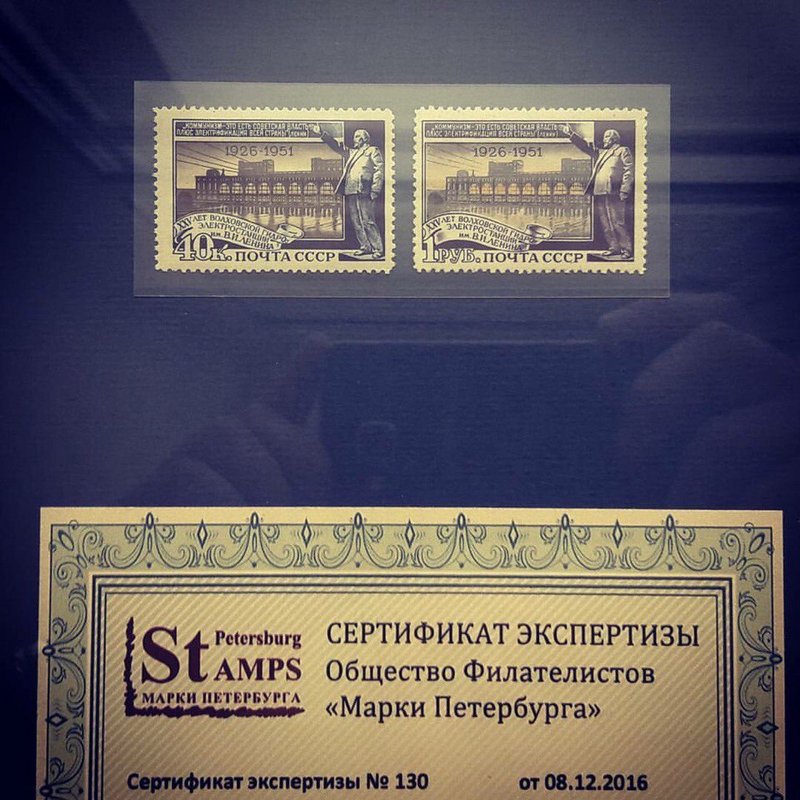 „КОММУНИЗМ-ЭТО ЕСТЬ СОВЕТСКАЯ ВЛАСТЬ
ПЛЮС ЭЛЕКТРИФИКАЦИЯ ВСЕЙ СТРАНЫ" (ЛЕНИН)
1926-1951
XXV ЛЕТ ВОЛХОВСКОЙ ГИДРО-
ЭЛЕКТРОСТАНЦИИ
им. В.И.ЛЕНИНА
40К. ПОЧТА СССР
„КОММУНИЗМ-ЭТО ЕСТЬ СОВЕТСКАЯ ВЛАСТЬ
ПЛЮС ЭЛЕКТРИФИКАЦИЯ ВСЕЙ СТРАНЫ" (ЛЕНИН)
1926-1951
XXV ЛЕТ ВОЛХОВСКОЙ ГИДРО-
ЭЛЕКТРОСТАНЦИИ
им. В.И.ЛЕНИНА
1 РУБ. ПОЧТА СССР
Petersburg
StAMPS
МАРКИ ПЕТЕРБУРГА
СЕРТИФИКАТ ЭКСПЕРТИЗЫ
Общество Филателистов
«Марки Петербурга»
Сертификат экспертизы № 130 от 08.12.2016